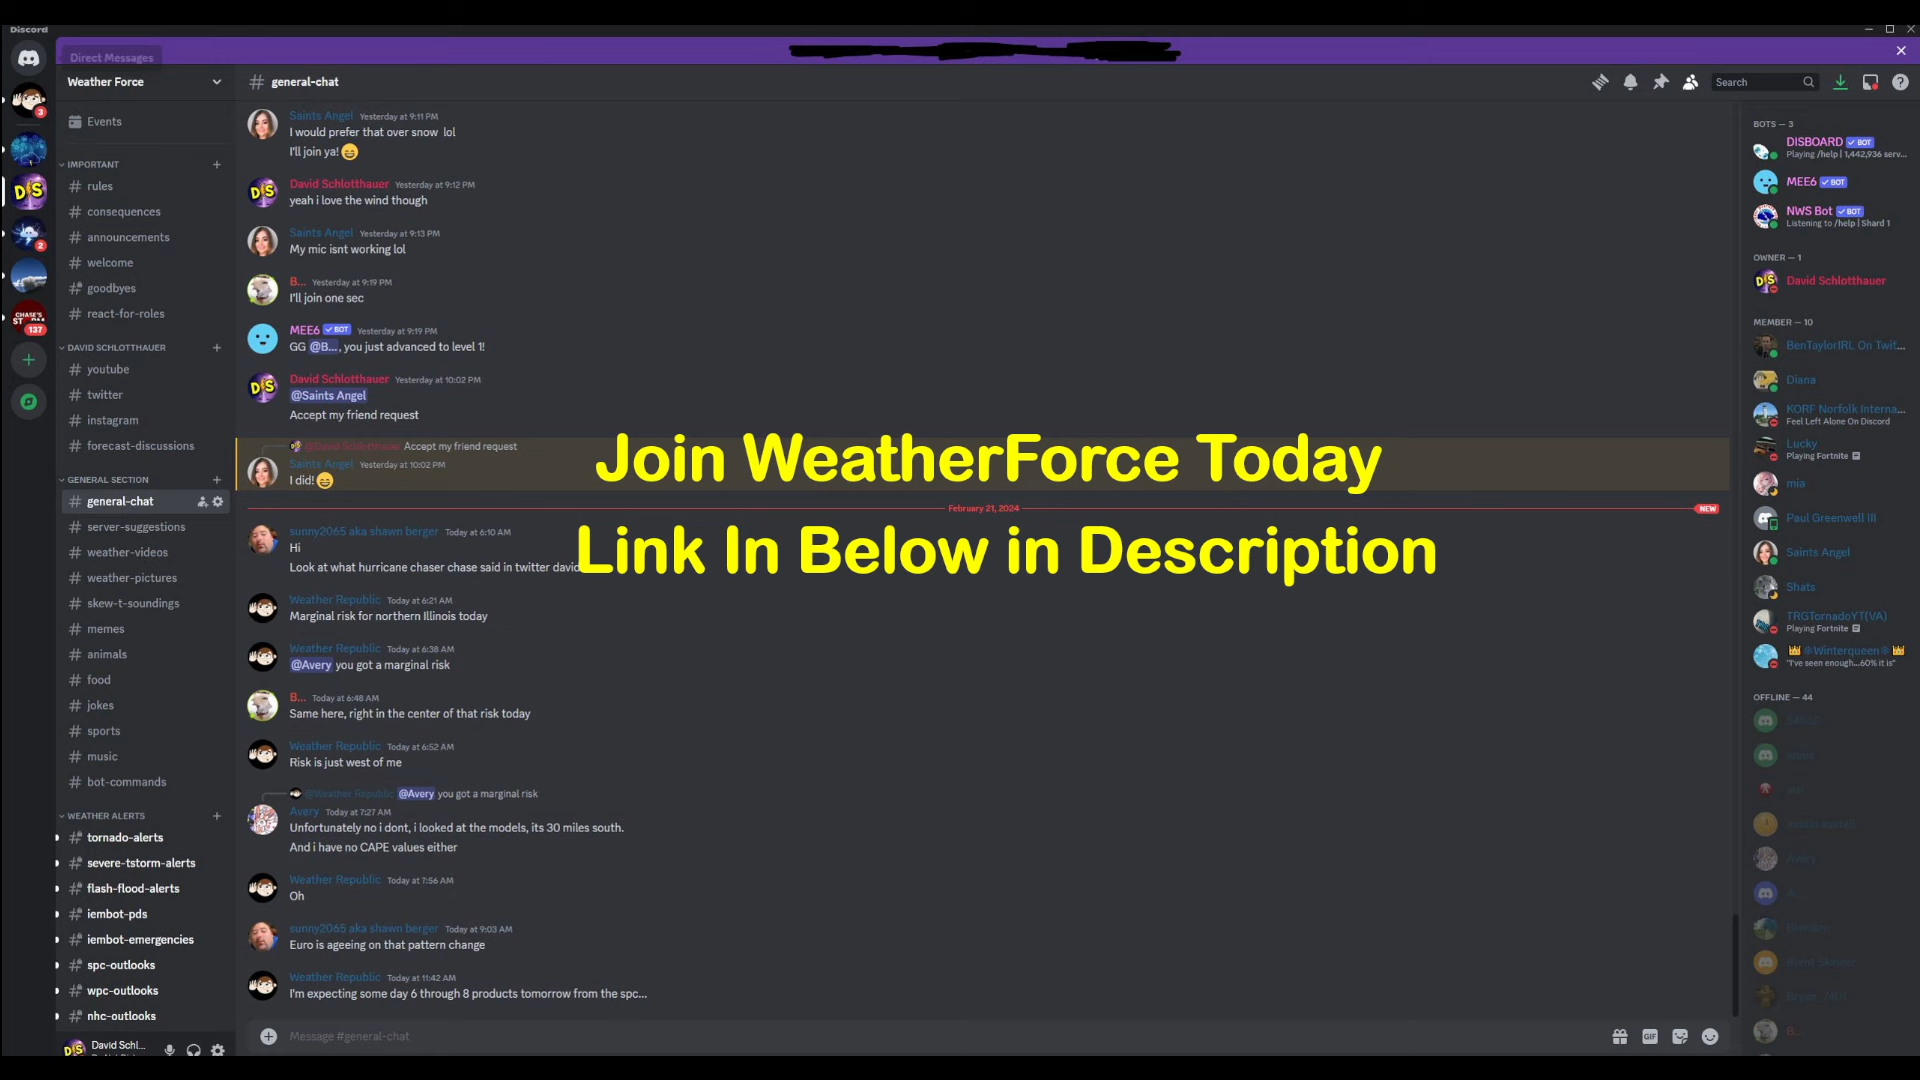 Discord
Direct Messages
Weather Force
general-chat
Search
Events
IMPORTANT
rules
consequences
announcements
welcome
goodbyes
react-for-roles
DAVID SCHLOTTHAUER
youtube
twitter
instagram
forecast-discussions
GENERAL SECTION
general-chat
server-suggestions
weather-videos
weather-pictures
skew-t-soundings
memes
animals
food
jokes
sports
music
bot-commands
WEATHER ALERTS
tornado-alerts
severe-tstorm-alerts
flash-flood-alerts
iembot-pds
iembot-emergencies
spc-outlooks
wpc-outlooks
nhc-outlooks
David Schl...
3
DS
2
CHASE'S
137
Saints Angel Yesterday at 9:11 PM
I would prefer that over snow lol
I'll join ya!
David Schlotthauer Yesterday at 9:12 PM
yeah i love the wind though
Saints Angel Yesterday at 9:13 PM
My mic isnt working lol
B... Yesterday at 9:19 PM
I'll join one sec
MEE6 BOT Yesterday at 9:19 PM
GG @B..., you just advanced to level 1!
David Schlotthauer Yesterday at 10:02 PM
@Saints Angel
Accept my friend request
@David Schlotthauer Accept my friend request
Saints Angel Yesterday at 10:02 PM
I did!
Join WeatherForce Today
February 21, 2024
NEW
sunny2065 aka shawn berger Today at 6:10 AM
Hi
Look at what hurricane chaser chase said in twitter david
Link In Below in Description
Weather Republic Today at 6:21 AM
Marginal risk for northern Illinois today
Weather Republic Today at 6:38 AM
@Avery you got a marginal risk
B... Today at 6:48 AM
Same here, right in the center of that risk today
Weather Republic Today at 6:52 AM
Risk is just west of me
@Weather Republic @Avery you got a marginal risk
Avery Today at 7:27 AM
Unfortunately no i dont, i looked at the models, its 30 miles south.
And i have no CAPE values either
Weather Republic Today at 7:56 AM
Oh
sunny2065 aka shawn berger Today at 9:03 AM
Euro is ageeing on that pattern change
Weather Republic Today at 11:42 AM
I'm expecting some day 6 through 8 products tomorrow from the spc...
Message #general-chat
GIF
BOTS — 3
DISBOARD BOT
Playing /help | 1,442,936 serv...
MEE6 BOT
NWS Bot BOT
Listening to /help | Shard 1
OWNER — 1
David Schlotthauer
MEMBER — 10
BenTaylorIRL On Twit...
Diana
KORF Norfolk Interna...
Feel Left Alone On Discord
Lucky
Playing Fortnite
mia
Paul Greenwell III
Saints Angel
Shats
TRGTornadoYT(VA)
Playing Fortnite
Winterqueen
"I've seen enough...60% it is"
OFFLINE — 44
Avery
Brent Skinner
B...